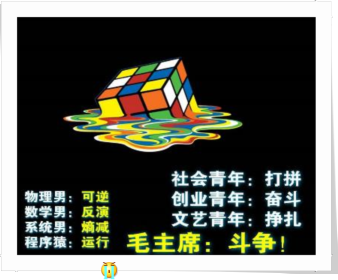 社会青年：打拼
创业青年：奋斗
文艺青年：挣扎
物理男：可逆
数学男：反演
系统男：熵减
程序猿：运行
毛主席：斗争!